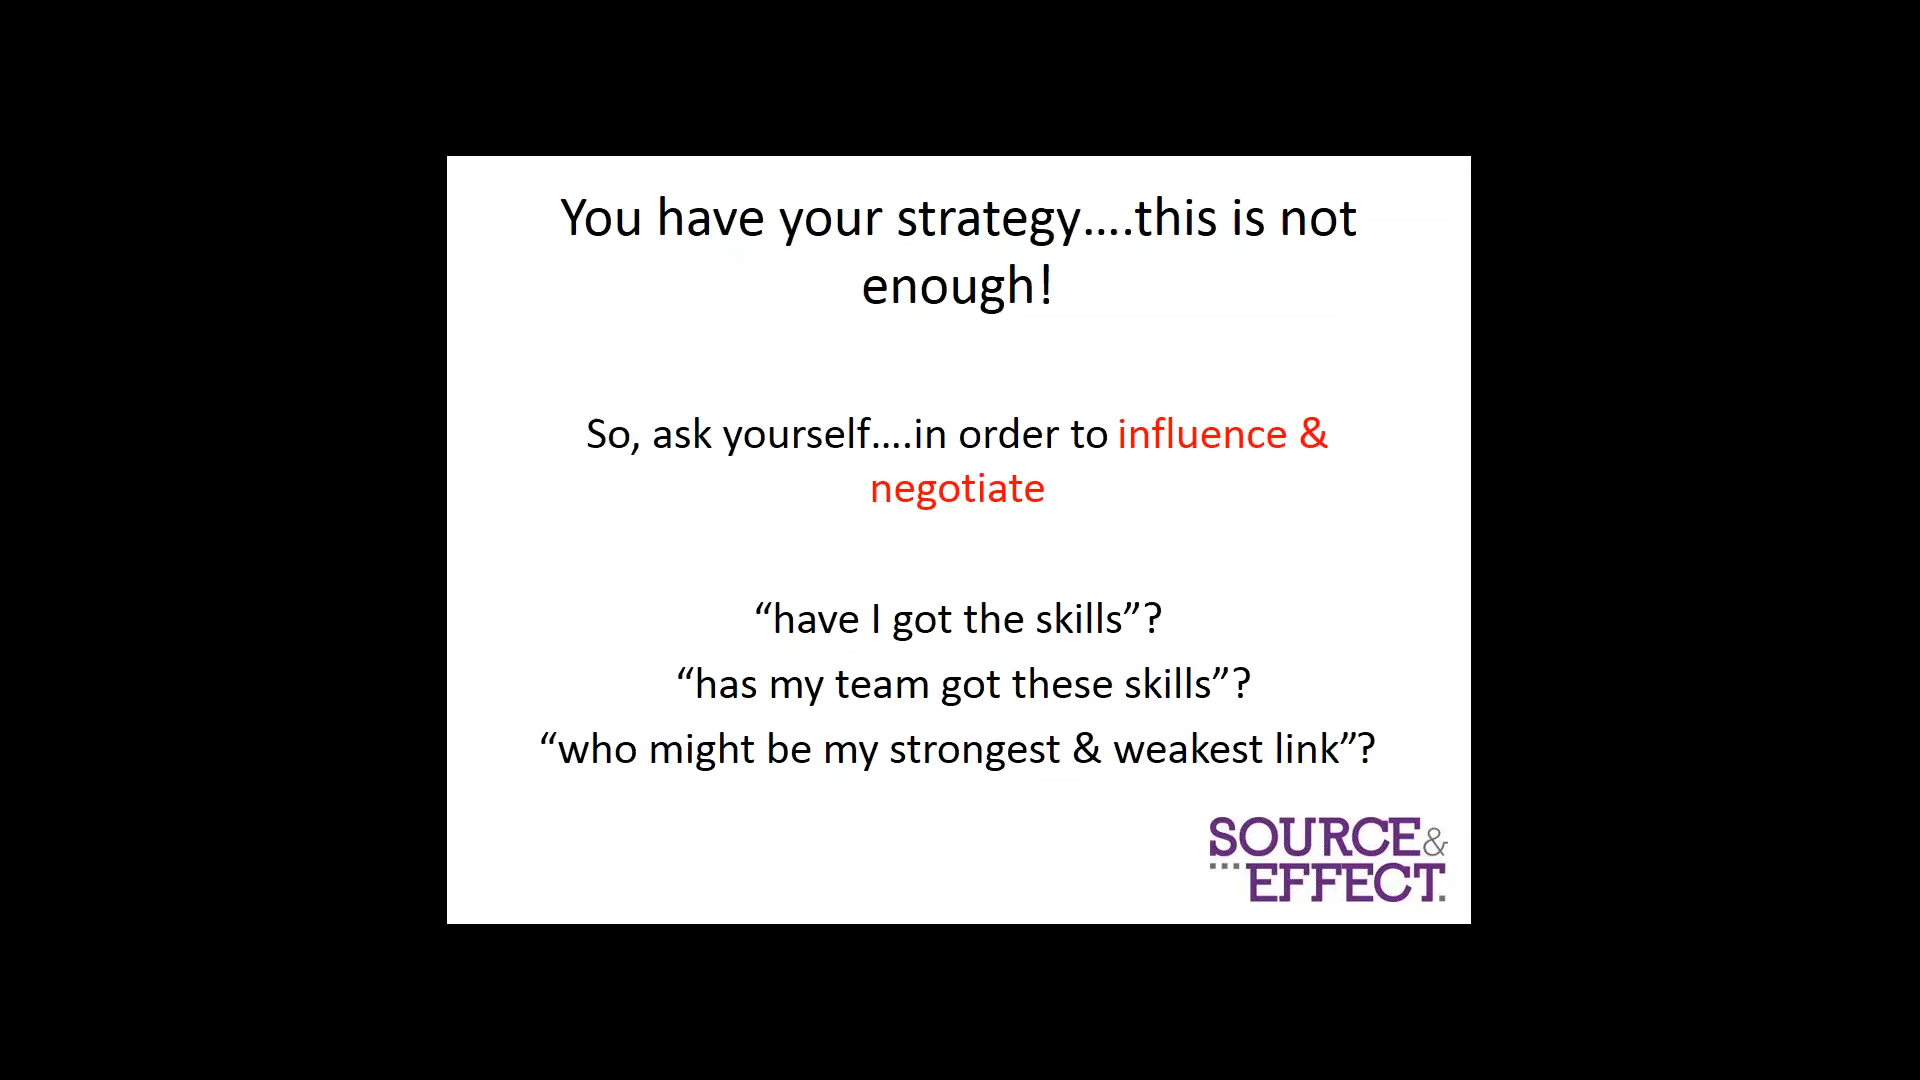 You have your strategy....this is not
enough!
So, ask yourself....in order to influence &
negotiate
“have I got the skills”?
“has my team got these skills”?
“who might be my strongest & weakest link”?
SOURCE&
EFFECT.